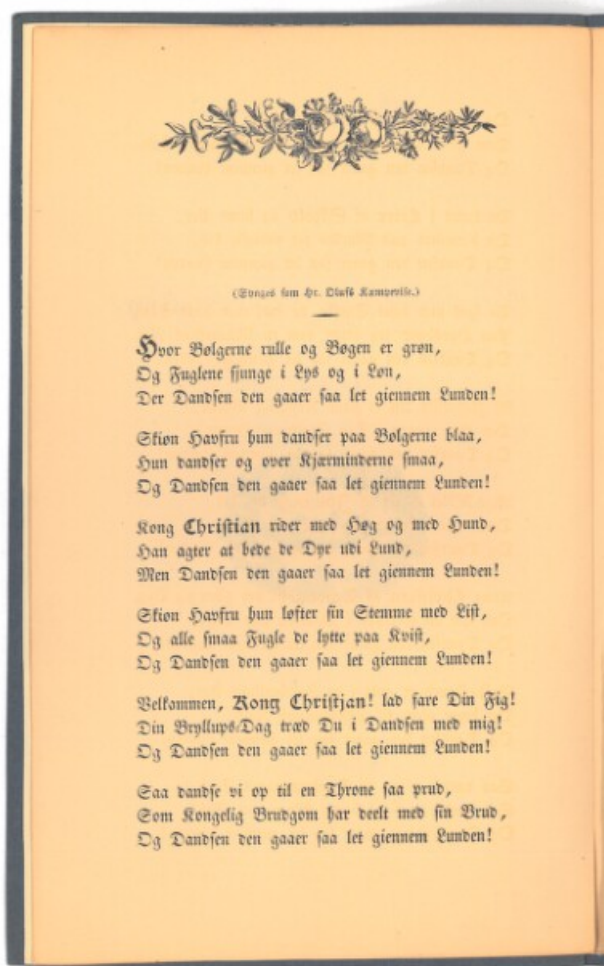 (Synges som Hr. Olufs Kampevise.)
Hvor Bølgerne rulle og Bøgen er grøn,
Og Fuglene sjunge i Lys og i Løn,
Der Dandsen den gaaer saa let giennem Lunden!
Skiøn Havfru hun dandser paa Bølgerne blaa,
Hun dandser og over Kjærminderne smaa,
Og Dandsen den gaaer saa let giennem Lunden!
Kong Christian rider med Høg og med Hund,
Han agter at bede de Dyr udi Lund,
Men Dandsen den gaaer saa let giennem Lunden!
Skiøn Havfru hun løfter sin Stemme med List,
Og alle smaa Fugle de lytte paa Kvist,
Og Dandsen den gaaer saa let giennem Lunden!
Velkommen, Kong Christjan! lad fare Din Fig!
Din Bryllups-Dag træd Du i Dandsen med mig!
Og Dandsen den gaaer saa let giennem Lunden!
Saa dandse vi op til en Throne saa prud,
Som Kongelig Brudgom har deelt med sin Brud,
Og Dandsen den gaaer saa let giennem Lunden!